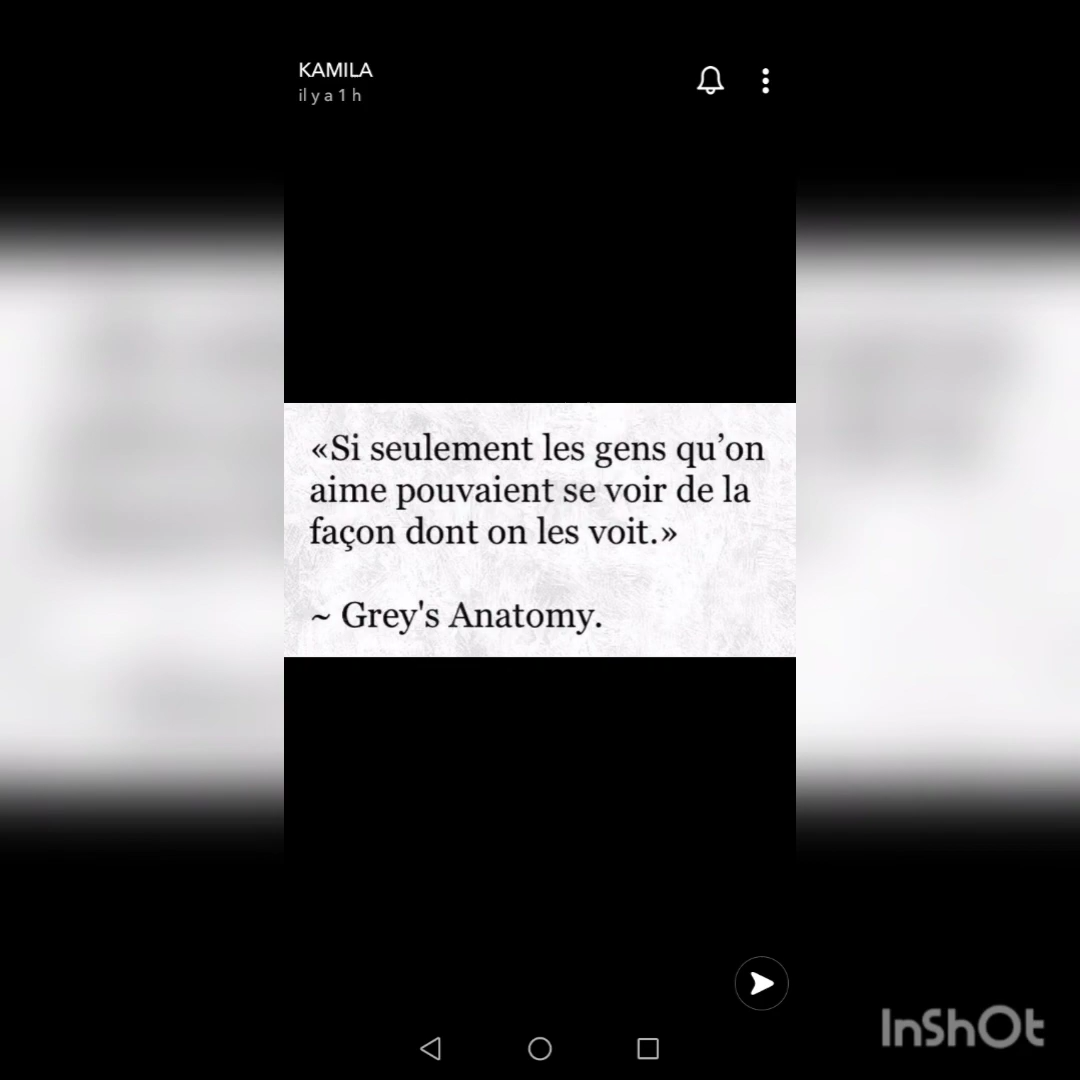 KAMILA
il y a 1 h
«Si seulement les gens qu’on
aime pouvaient se voir de la
façon dont on les voit.»
~ Grey's Anatomy.
InShOt